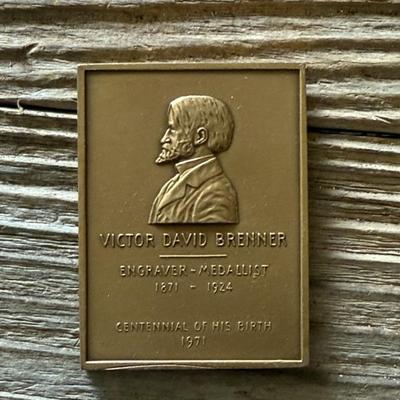 VICTOR DAVID BRENNER
ENGRAVER - MEDALLIST
1871 - 1924
CENTENNIAL OF HIS BIRTH
1971